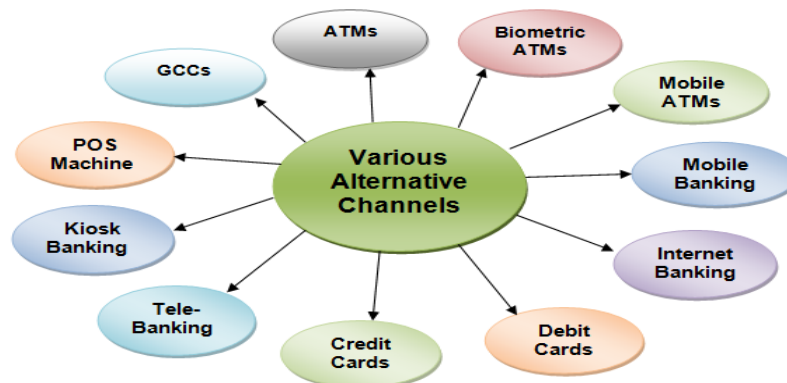 ATMs
Biometric
ATMs
GCCs
Mobile
ATMs
POS
Machine
Various
Alternative
Channels
Mobile
Banking
Kiosk
Banking
Internet
Banking
Tele-
Banking
Credit
Cards
Debit
Cards